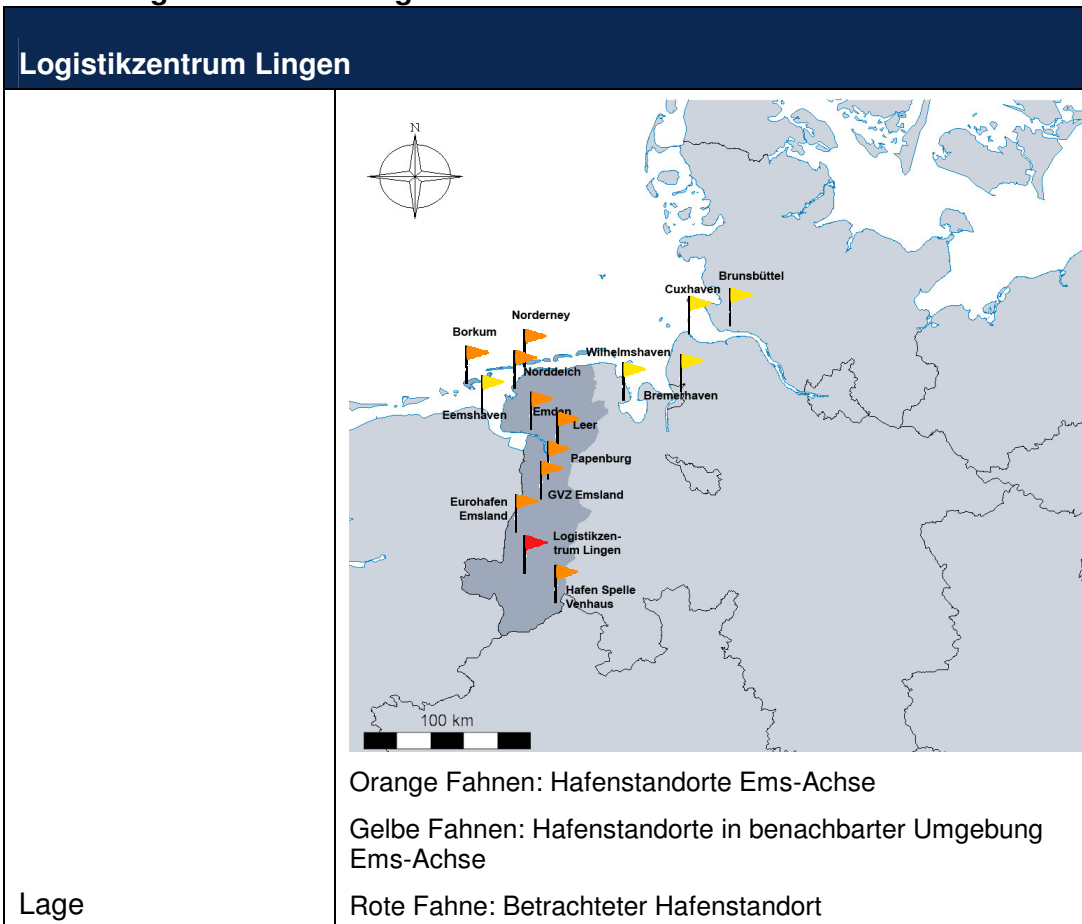 Logistikzentrum Lingen
N
Brunsbüttel
Cuxhaven
Norderney
Borkum
Wilhelmshaven
Norddeich
Bremerhaven
Eemshaven
Emden
Leer
Papenburg
GVZ Emsland
Eurohafen
Emsland
Logistikzen-
trum Lingen
Hafen Spelle
Venhaus
100 km
Orange Fahnen: Hafenstandorte Ems-Achse
Gelbe Fahnen: Hafenstandorte in benachbarter Umgebung
Ems-Achse
Lage
Rote Fahne: Betrachteter Hafenstandort